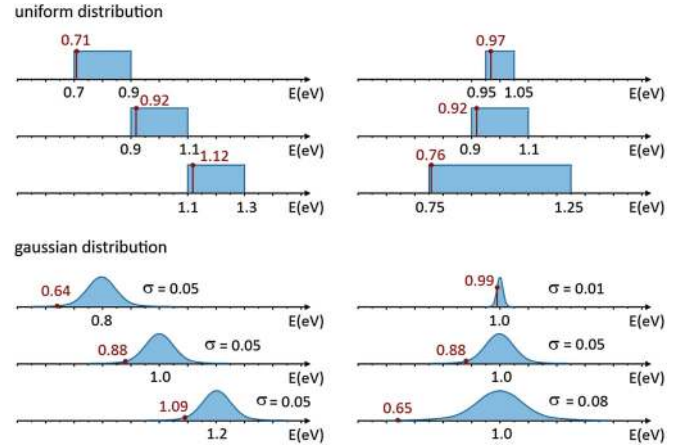 uniform distribution
0.71
0.7 0.9 E(eV)
0.92
0.9 1.1 E(eV)
1.12
1.1 1.3 E(eV)
0.97
0.95 1.05 E(eV)
0.92
0.9 1.1 E(eV)
0.76
0.75 1.25 E(eV)
gaussian distribution
0.64 σ = 0.05
0.8 E(eV)
0.88 σ = 0.05
1.0 E(eV)
1.09 σ = 0.05
1.2 E(eV)
0.99 σ = 0.01
1.0 E(eV)
0.88 σ = 0.05
1.0 E(eV)
0.65 σ = 0.08
1.0 E(eV)